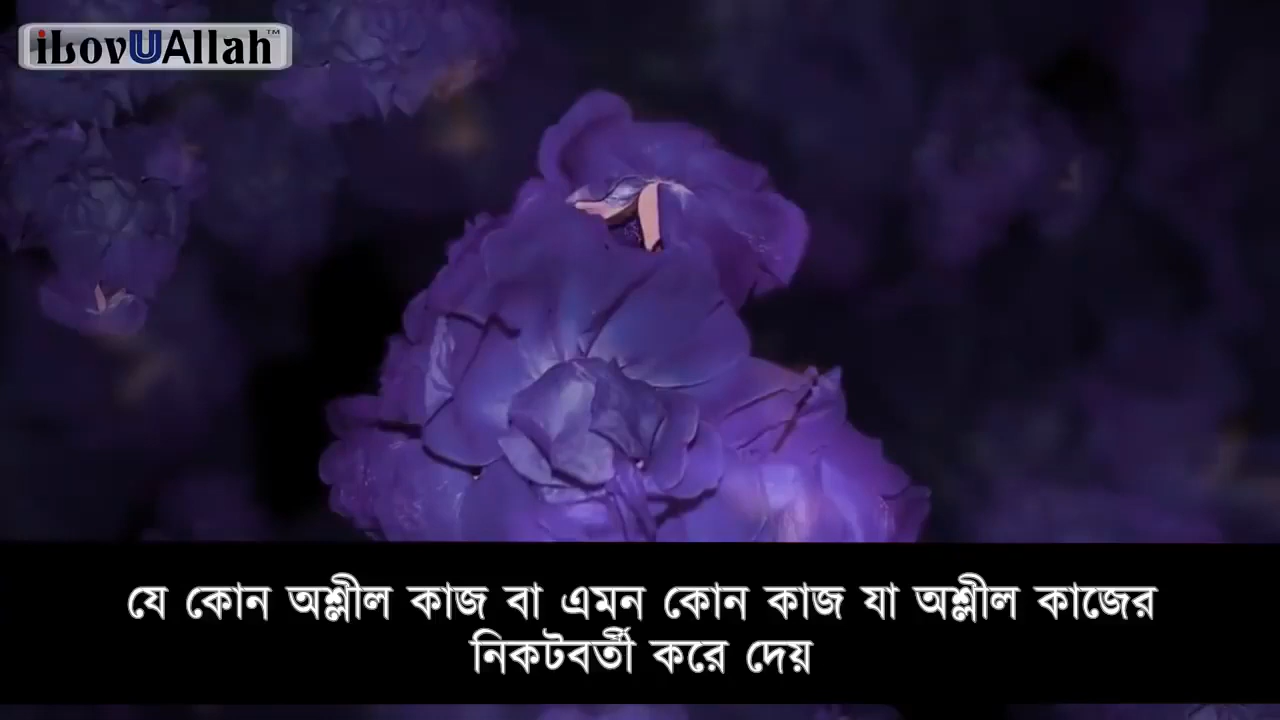 iLovUAllah™
যে কোন অশ্লীল কাজ বা এমন কোন কাজ যা অশ্লীল কাজের
নিকটবর্তী করে দেয়